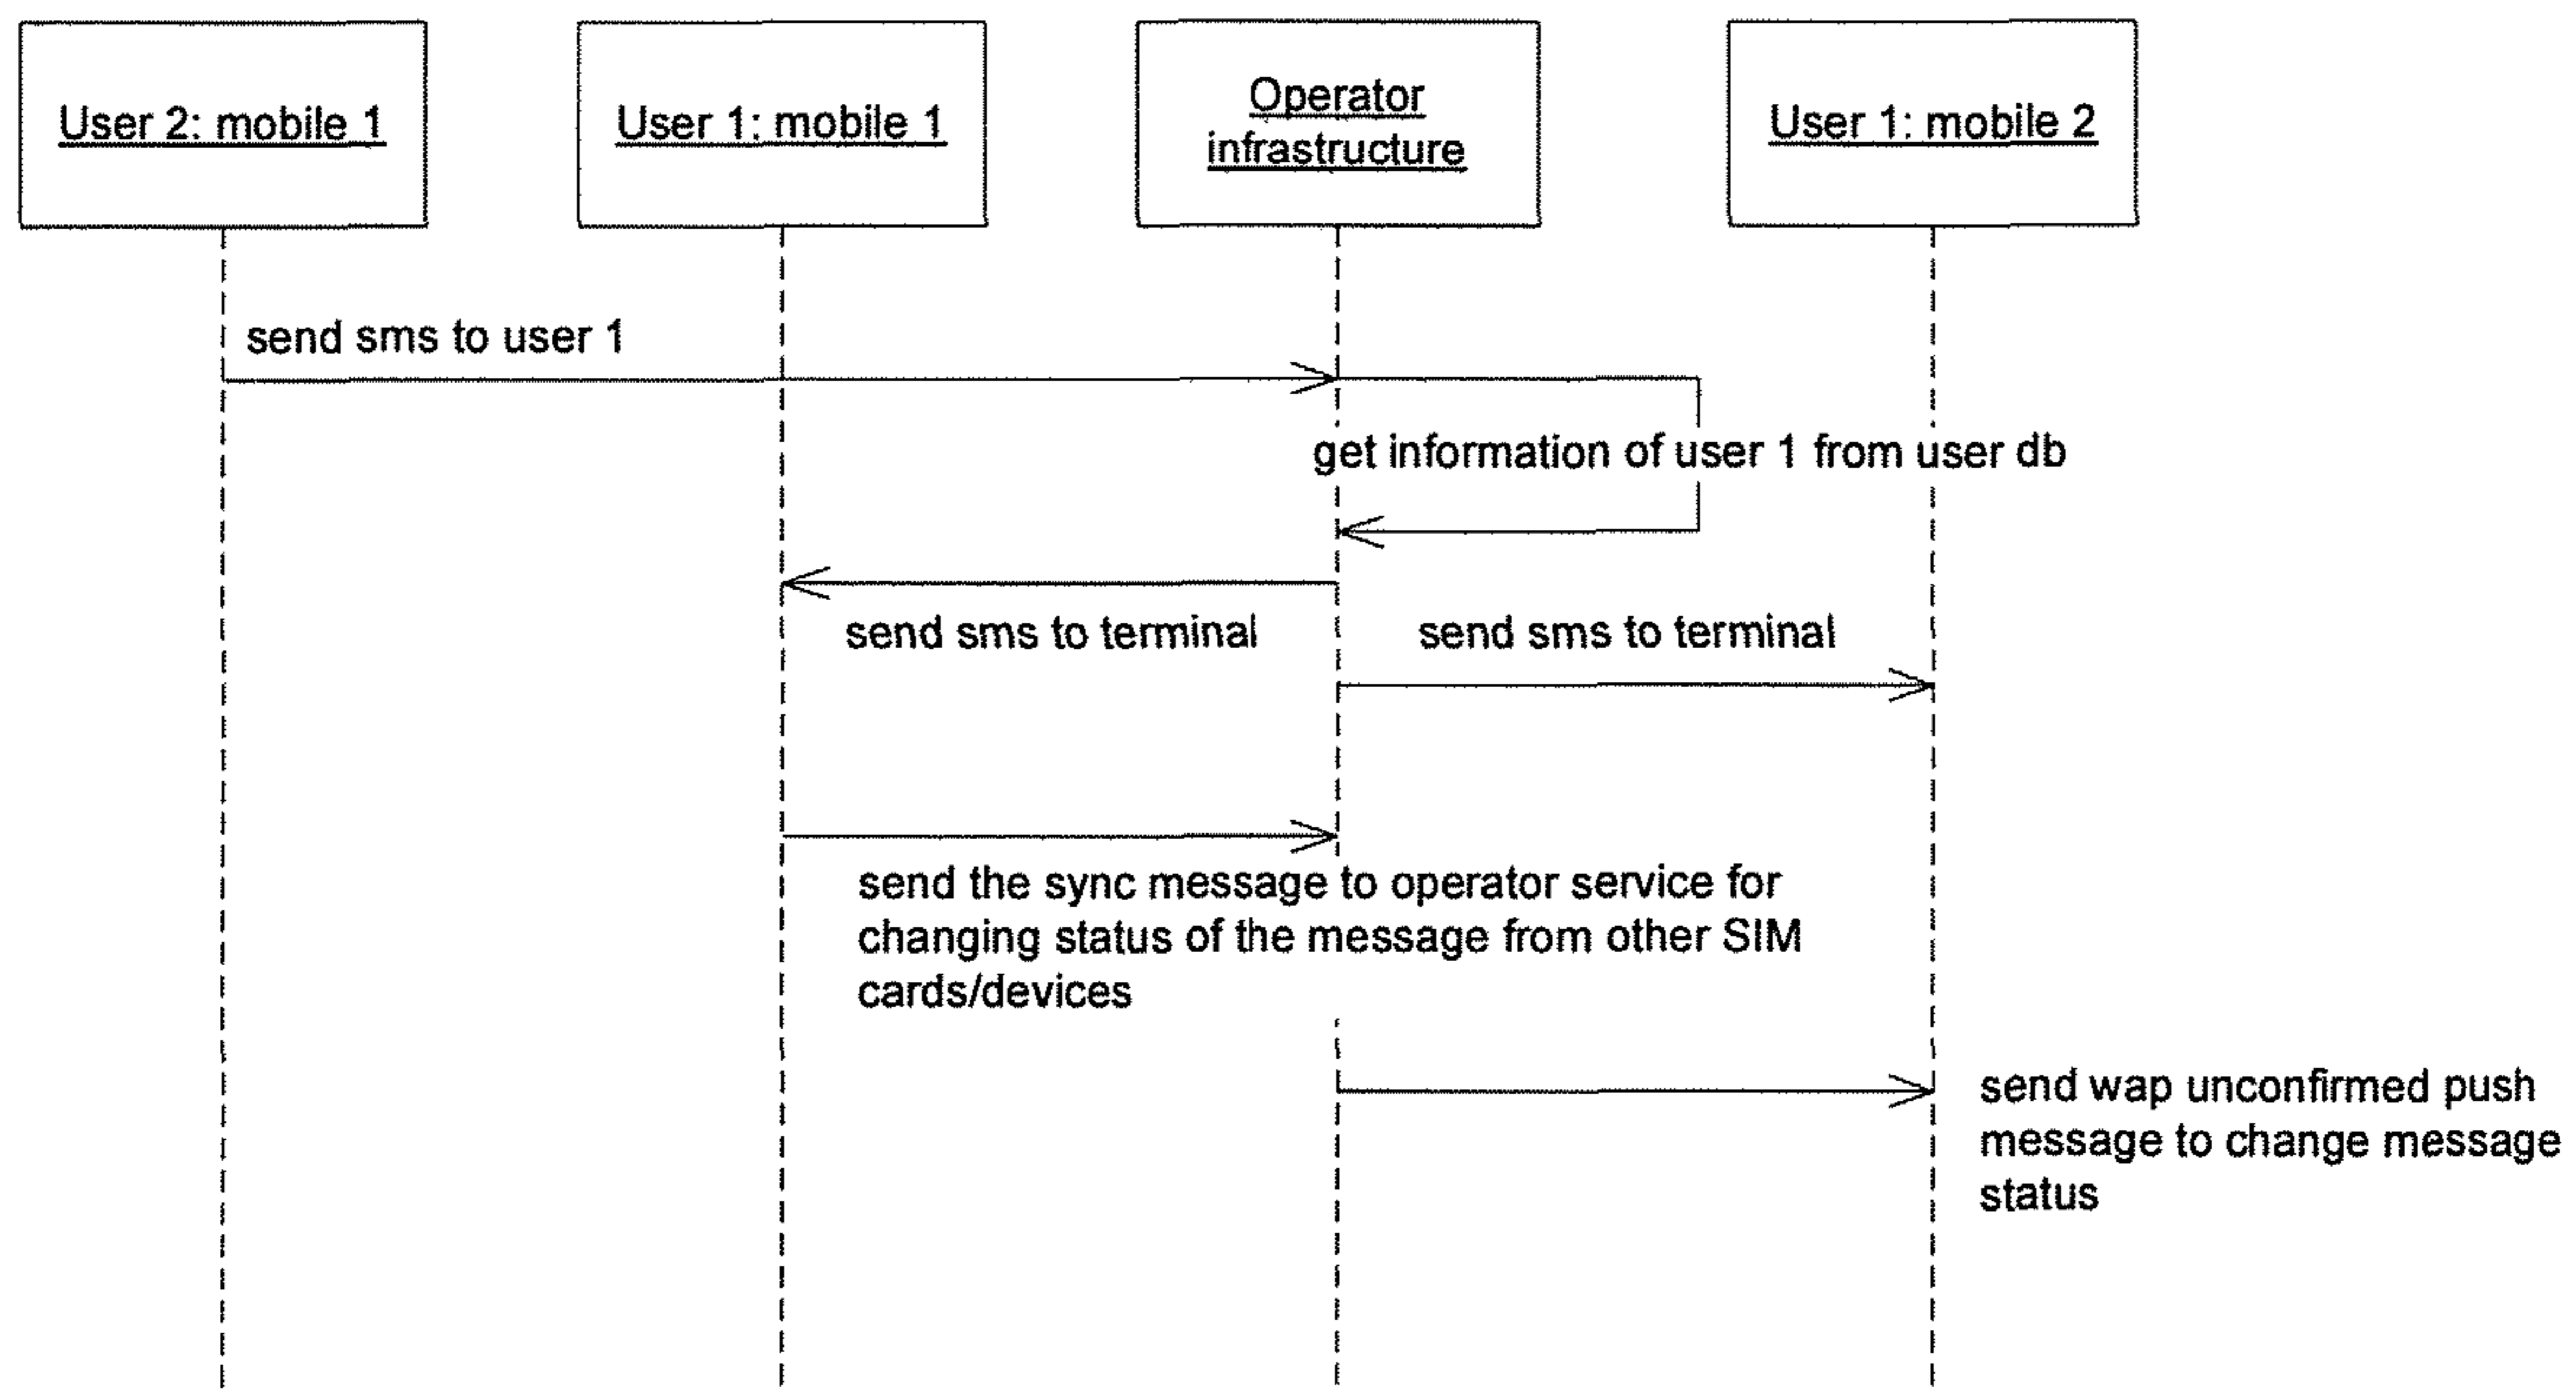 User 2: mobile 1
User 1: mobile 1
Operator
infrastructure
User 1: mobile 2
send sms to user 1
get information of user 1 from user db
send sms to terminal
send sms to terminal
send the sync message to operator service for
changing status of the message from other SIM
cards/devices
send wap unconfirmed push
message to change message
status